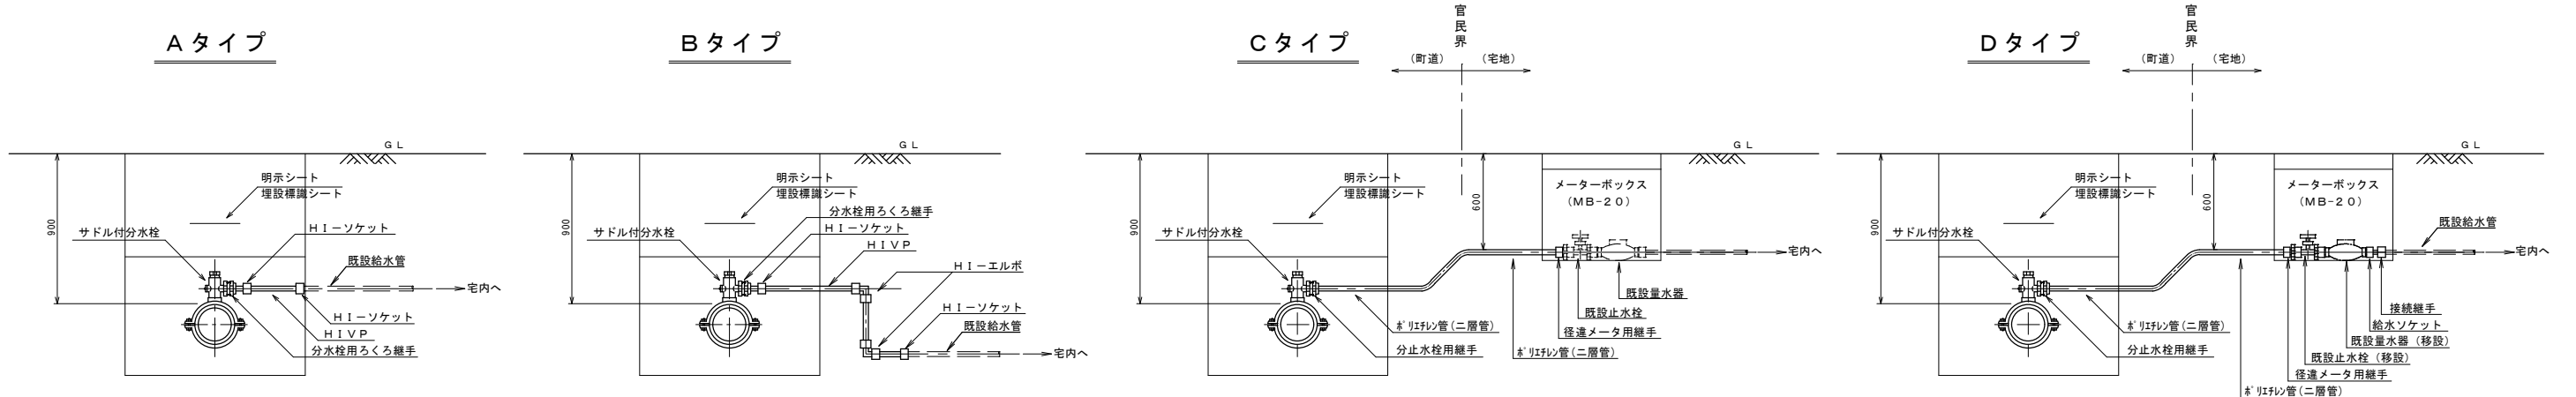 Aタイプ
GL
明示シート
埋設標識シート
900
サドル付分水栓
HI-ソケット
既設給水管
宅内へ
HI-ソケット
HIVP
分水栓用ろくろ継手
Bタイプ
GL
明示シート
埋設標識シート
900
分水栓用ろくろ継手
サドル付分水栓
HI-ソケット
HIVP
HI-エルボ
HI-ソケット
既設給水管
宅内へ
Cタイプ
官民界
(町道)
(宅地)
GL
明示シート
埋設標識シート
900
600
メーターボックス
(MB-20)
サドル付分水栓
宅内へ
既設量水器
既設止水栓
ポリエチレン管(二層管)
径違メータ用継手
分止水栓用継手
ポリエチレン管(二層管)
Dタイプ
官民界
(町道)
(宅地)
GL
明示シート
埋設標識シート
900
600
メーターボックス
(MB-20)
サドル付分水栓
既設給水管
宅内へ
接続継手
ポリエチレン管(二層管)
給水ソケット
既設量水器(移設)
分止水栓用継手
既設止水栓(移設)
径違メータ用継手
ポリエチレン管(二層管)